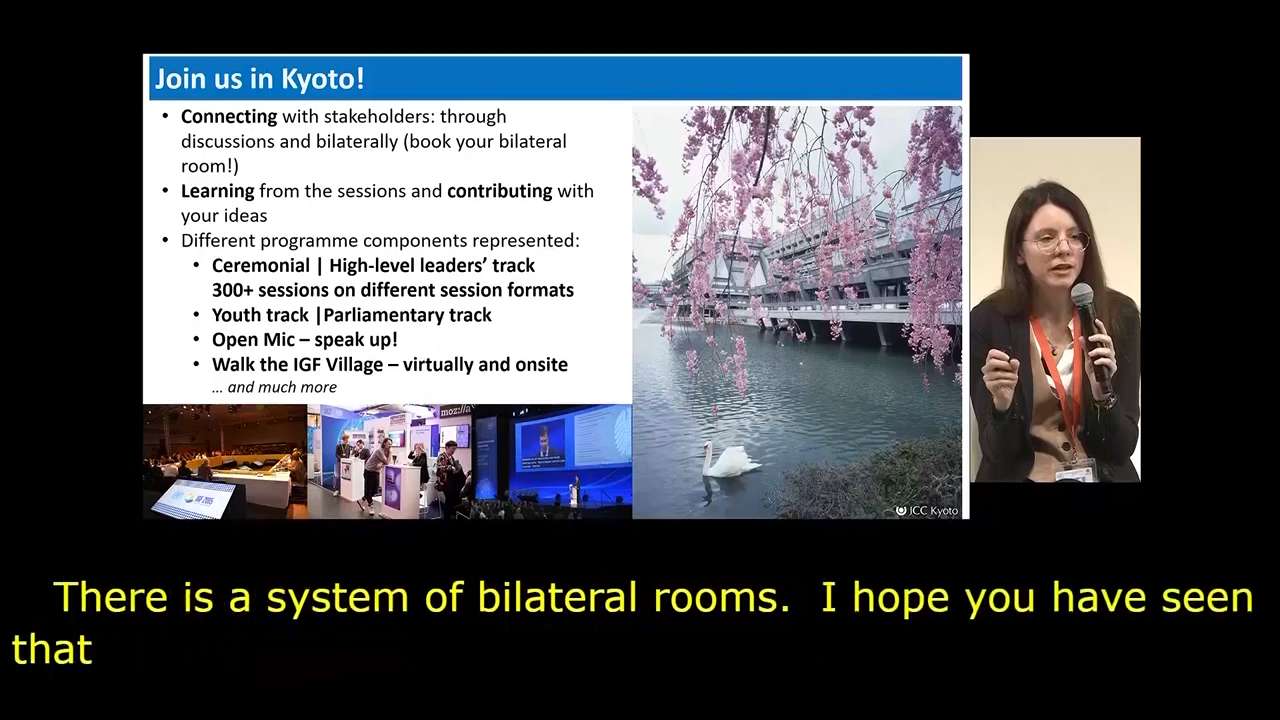 Join us in Kyoto!
• Connecting with stakeholders: through
discussions and bilaterally (book your bilateral
room!)
• Learning from the sessions and contributing with
your ideas
• Different programme components represented:
• Ceremonial | High-level leaders’ track
300+ sessions on different session formats
• Youth track |Parliamentary track
• Open Mic – speak up!
• Walk the IGF Village – virtually and onsite
... and much more
moz://a
IGF 2015
ICC Kyoto
There is a system of bilateral rooms.  I hope you have seen
that